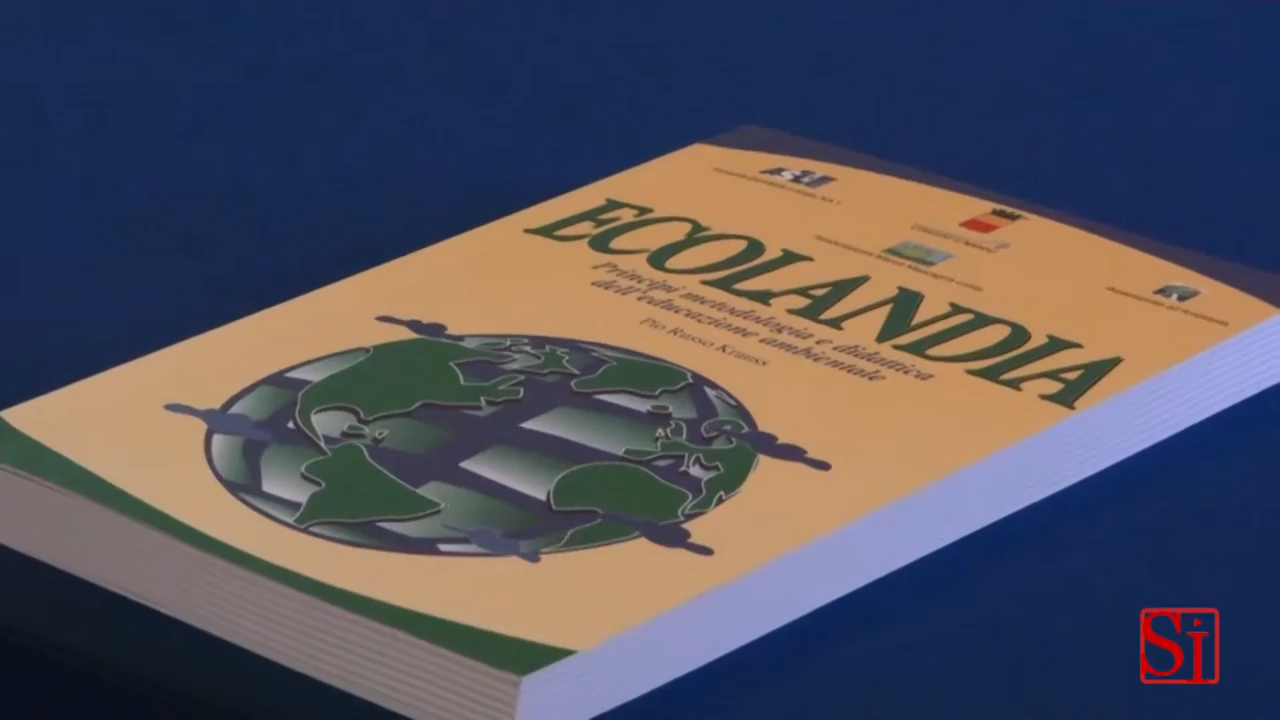 ECOLANDIA
Principi metodologia e didattica
dell'educazione ambientale
Pio Russo Krauss
Si